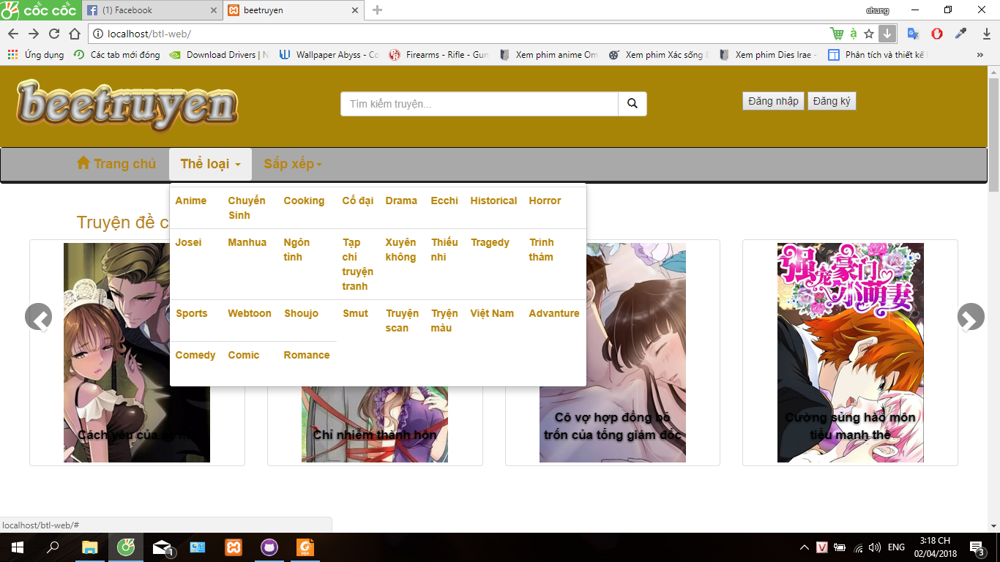 cốc cốc
(1) Facebook
beetruyen
chung
localhost/btl-web/
Ứng dụng
Các tab mới đóng
Download Drivers | N
Wallpaper Abyss - Co
Firearms - Rifle - Gun
Xem phim anime Om
Xem phim Xác sống 8
Xem phim Dies Irae -
Phân tích và thiết kế
beetruyen
Tìm kiếm truyện...
Đăng nhập
Đăng ký
Trang chủ
Thể loại
Sắp xếp
Truyện đề c
Anime
Chuyển
Sinh
Cooking
Cổ đại
Drama
Ecchi
Historical
Horror
Josei
Manhua
Ngôn
tình
Tạp
chí
truyện
tranh
Xuyên
không
Thiếu
nhi
Tragedy
Trinh
thám
Sports
Webtoon
Shoujo
Smut
Truyện
scan
Tryện
màu
Việt Nam
Advanture
Comedy
Comic
Romance
Cách yêu của ác m
Chỉ nhiễm thành hôn
Cô vợ hợp đồng bỏ
trốn của tổng giám đốc
强宠豪门
小萌妻
Cường sủng hào môn
tiểu manh thê
localhost/btl-web/#
1
V
ENG
3:18 CH
02/04/2018
3